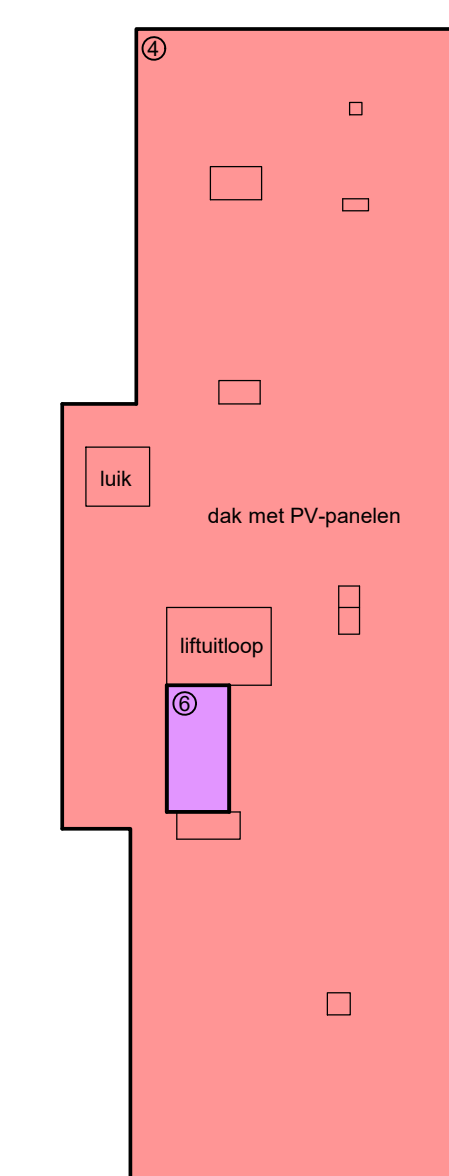 ④
luik
dak met PV-panelen
liftuitloop
⑥